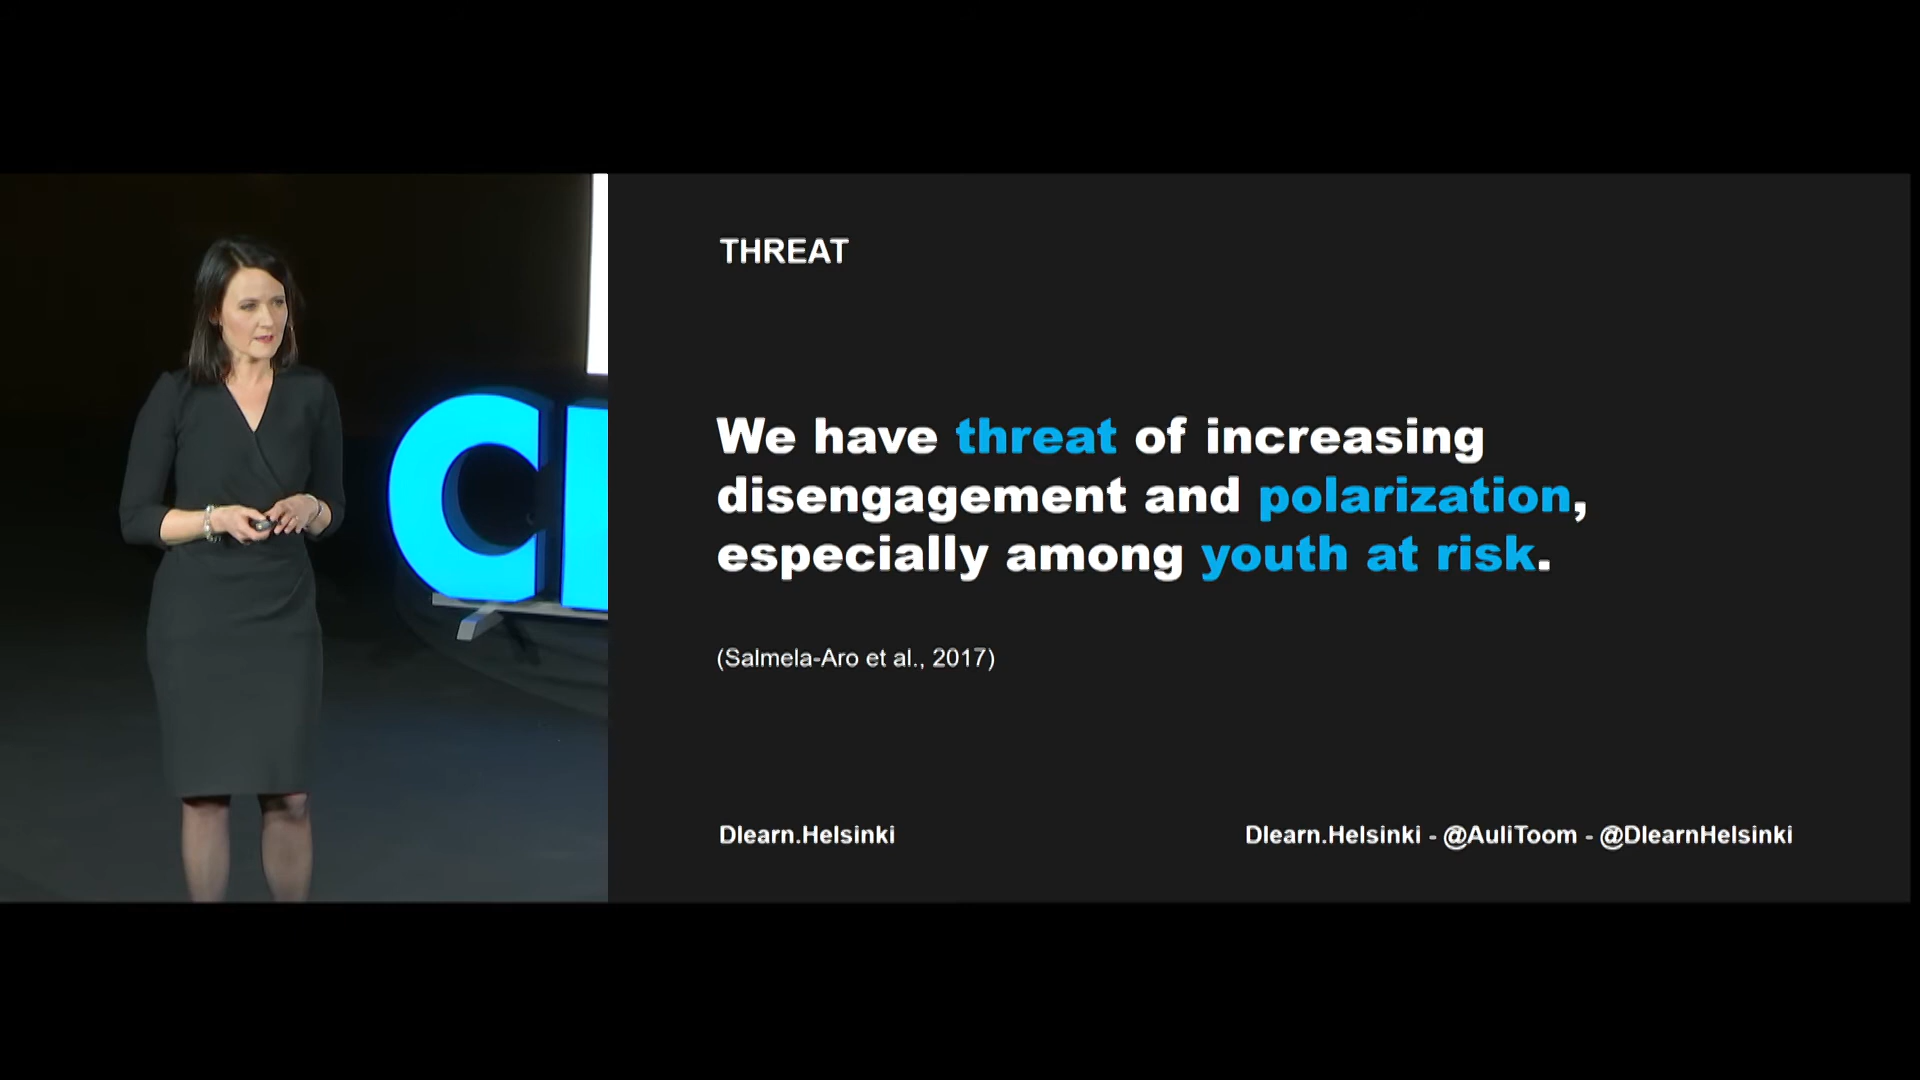 THREAT
We have threat of increasing
disengagement and polarization,
especially among youth at risk.
(Salmela-Aro et al., 2017)
Dlearn.Helsinki
Dlearn.Helsinki - @AuliToom - @DlearnHelsinki
C